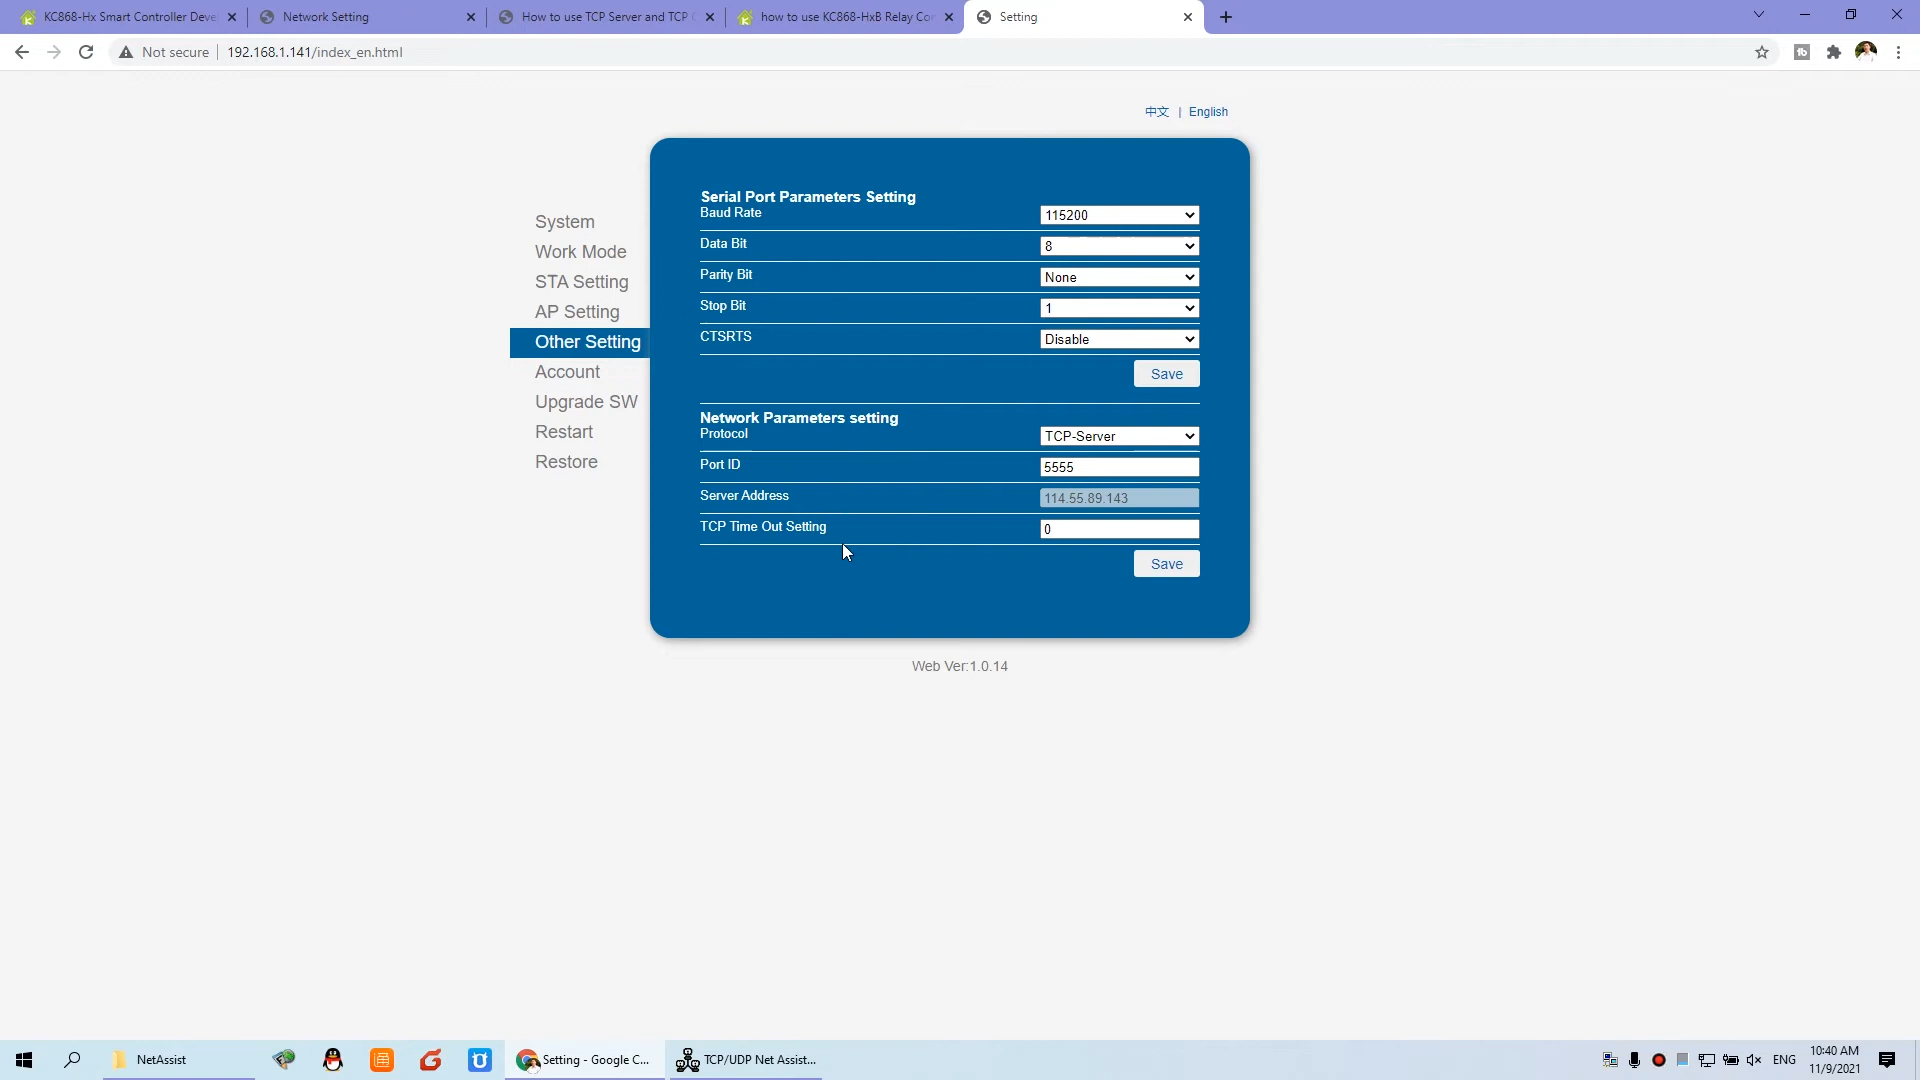 KC868-Hx Smart Controller Deve
Network Setting
How to use TCP Server and TCP C
how to use KC868-HxB Relay Con
Setting
Not secure
192.168.1.141/index_en.html
中文 | English
System
Work Mode
STA Setting
AP Setting
Other Setting
Account
Upgrade SW
Restart
Restore
Serial Port Parameters Setting
Baud Rate 115200
Data Bit 8
Parity Bit None
Stop Bit 1
CTSRTS Disable
Save
Network Parameters setting
Protocol TCP-Server
Port ID 5555
Server Address 114.55.89.143
TCP Time Out Setting 0
Save
Web Ver:1.0.14
NetAssist
Setting - Google C...
TCP/UDP Net Assist...
ENG
10:40 AM
11/9/2021